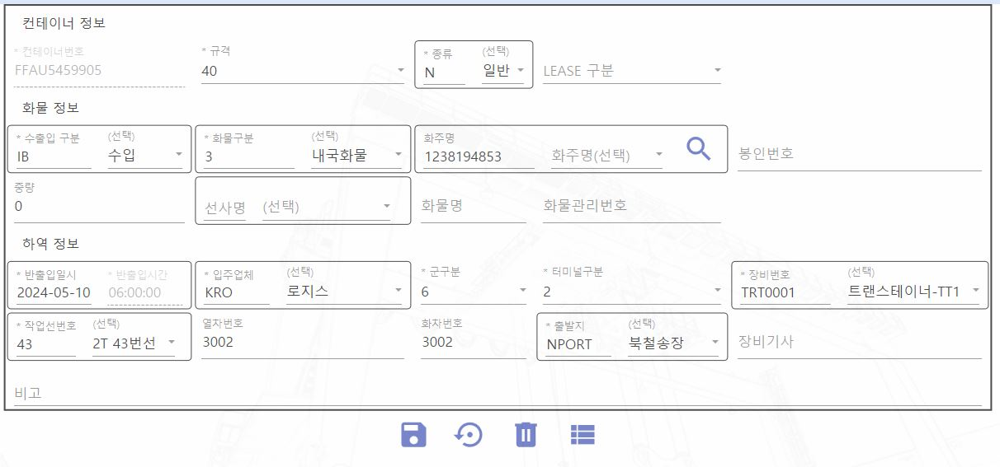 컨테이너 정보
* 컨테이너번호 * 규격 * 종류 (선택)
FFAU5459905 40 N 일반 LEASE 구분
화물 정보
* 수출입 구분 (선택) * 화물구분 (선택) 화주명
IB 수입 3 내국화물 1238194853 화주명(선택) 봉인번호
중량
0 선사명 (선택) 화물명 화물관리번호
하역 정보
* 반출입일시 * 반출입시간 * 입주업체 (선택) * 군구분 * 터미널구분 * 장비번호 (선택)
2024-05-10 06:00:00 KRO 로지스 6 2 TRT0001 트랜스테이너-TT1
* 작업선번호 (선택) 열차번호 화차번호 * 출발지 (선택)
43 2T 43번선 3002 3002 NPORT 북철송장 장비기사
비고